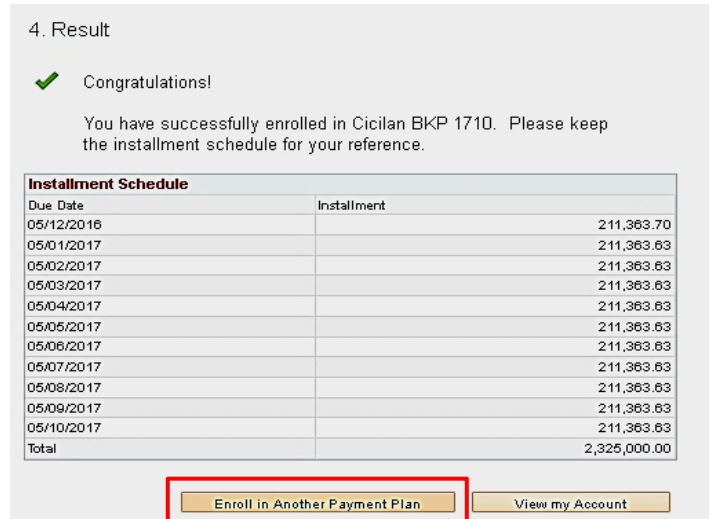 4. Result
Congratulations!
You have successfully enrolled in Cicilan BKP 1710. Please keep
the installment schedule for your reference.
Installment Schedule
Due Date Installment
05/12/2016 211,363.70
05/01/2017 211,363.63
05/02/2017 211,363.63
05/03/2017 211,363.63
05/04/2017 211,363.63
05/05/2017 211,363.63
05/06/2017 211,363.63
05/07/2017 211,363.63
05/08/2017 211,363.63
05/09/2017 211,363.63
05/10/2017 211,363.63
Total 2,325,000.00
Enroll in Another Payment Plan View my Account